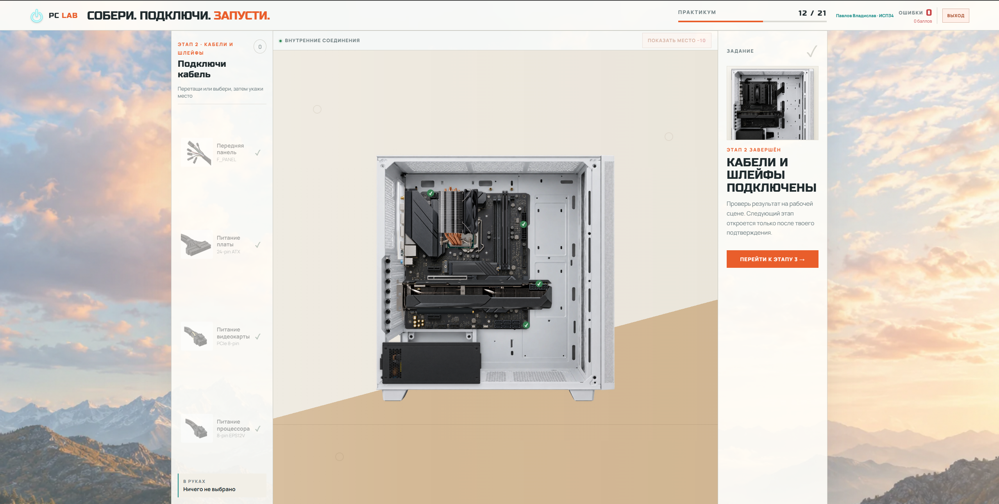 PC LAB
СОБЕРИ. ПОДКЛЮЧИ. ЗАПУСТИ.
ПРАКТИКУМ
12 / 21
Павлов Владислав · ИСП34
ОШИБКИ 0
0 баллов
ВЫХОД
ЭТАП 2 · КАБЕЛИ И
ШЛЕЙФЫ
0
Подключи
кабель
Перетащи или выбери, затем укажи
место
Передняя
панель
F_PANEL
Питание
платы
24-pin ATX
Питание
видеокарты
PCIe 8-pin
Питание
процессора
8-pin EPS12V
В РУКАХ
Ничего не выбрано
ВНУТРЕННИЕ СОЕДИНЕНИЯ
ПОКАЗАТЬ МЕСТО −10
ЗАДАНИЕ
ЭТАП 2 ЗАВЕРШЁН
КАБЕЛИ И
ШЛЕЙФЫ
ПОДКЛЮЧЕНЫ
Проверь результат на рабочей
сцене. Следующий этап
откроется только после твоего
подтверждения.
ПЕРЕЙТИ К ЭТАПУ 3 →